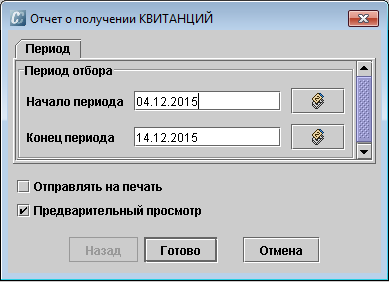 Отчет о получении КВИТАНЦИЙ
Период
Период отбора
Начало периода 04.12.2015
Конец периода 14.12.2015
Отправлять на печать
Предварительный просмотр
Назад Готово Отмена